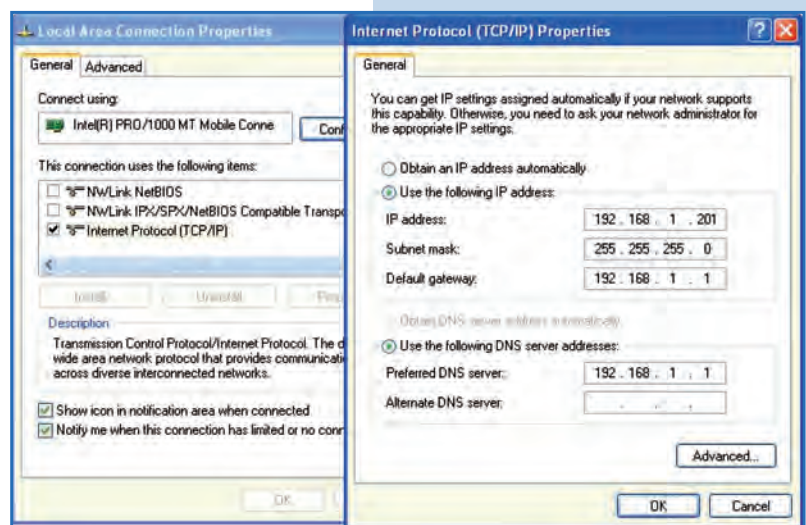 Local Area Connection Properties
General Advanced
Connect using:
Intel(R) PRO/1000 MT Mobile Conne
Conf
This connection uses the following items:
NWLink NetBIOS
NWLink IPX/SPX/NetBIOS Compatible Transpo
Internet Protocol (TCP/IP)
Install Uninstall
Description
Transmission Control Protocol/Internet Protocol. The d
wide area network protocol that provides communicati
across diverse interconnected networks.
Show icon in notification area when connected
Notify me when this connection has limited or no conn
OK
Internet Protocol (TCP/IP) Properties
General
You can get IP settings assigned automatically if your network supports
this capability. Otherwise, you need to ask your network administrator for
the appropriate IP settings.
Obtain an IP address automatically
Use the following IP address:
IP address: 192 . 168 . 1 . 201
Subnet mask: 255 . 255 . 255 . 0
Default gateway: 192 . 168 . 1 . 1
Obtain DNS server address automatically
Use the following DNS server addresses:
Preferred DNS server: 192 . 168 . 1 . 1
Alternate DNS server: . . .
Advanced...
OK Cancel